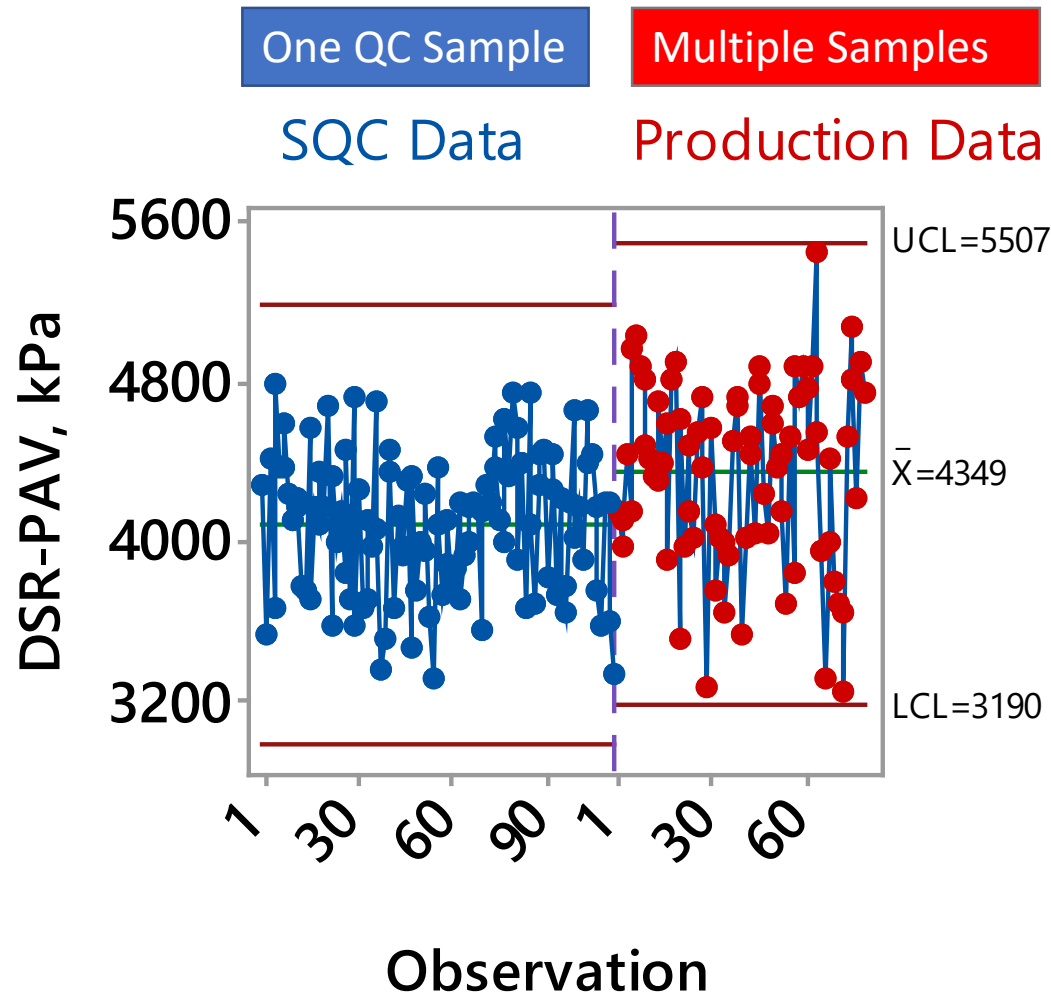 One QC Sample
Multiple Samples
SQC Data
Production Data
5600
4800
4000
3200
DSR-PAV, kPa
UCL=5507
X̄=4349
LCL=3190
1 30 60 90 1 30 60
Observation